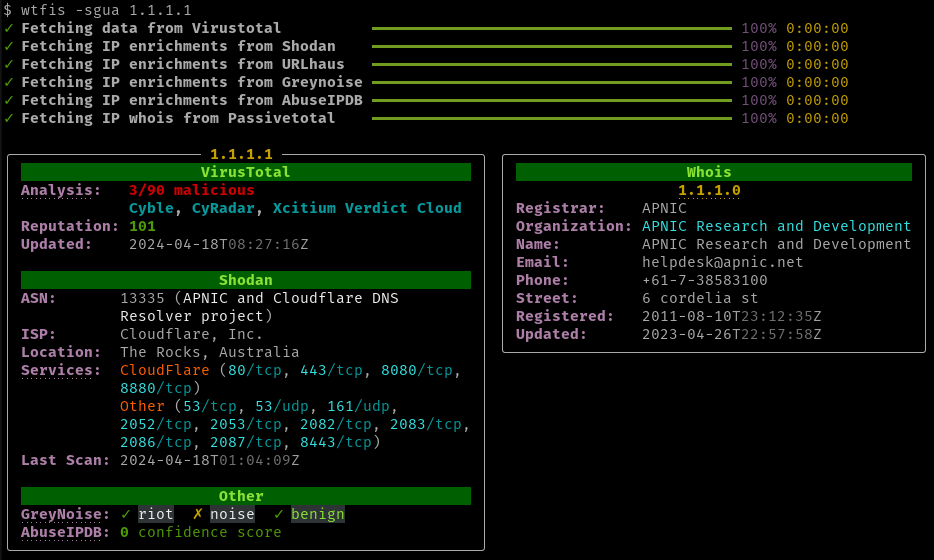 $ wtfis -sgua 1.1.1.1
✓ Fetching data from Virustotal 100% 0:00:00
✓ Fetching IP enrichments from Shodan 100% 0:00:00
✓ Fetching IP enrichments from URLhaus 100% 0:00:00
✓ Fetching IP enrichments from Greynoise 100% 0:00:00
✓ Fetching IP enrichments from AbuseIPDB 100% 0:00:00
✓ Fetching IP whois from Passivetotal 100% 0:00:00
1.1.1.1
VirusTotal
Analysis: 3/90 malicious
Cyble, CyRadar, Xcitium Verdict Cloud
Reputation: 101
Updated: 2024-04-18T08:27:16Z
Shodan
ASN: 13335 (APNIC and Cloudflare DNS
Resolver project)
ISP: Cloudflare, Inc.
Location: The Rocks, Australia
Services: CloudFlare (80/tcp, 443/tcp, 8080/tcp,
8880/tcp)
Other (53/tcp, 53/udp, 161/udp,
2052/tcp, 2053/tcp, 2082/tcp, 2083/tcp,
2086/tcp, 2087/tcp, 8443/tcp)
Last Scan: 2024-04-18T01:04:09Z
Other
GreyNoise: ✓ riot ✗ noise ✓ benign
AbuseIPDB: 0 confidence score
Whois
1.1.1.0
Registrar: APNIC
Organization: APNIC Research and Development
Name: APNIC Research and Development
Email: helpdesk@apnic.net
Phone: +61-7-38583100
Street: 6 cordelia st
Registered: 2011-08-10T23:12:35Z
Updated: 2023-04-26T22:57:58Z